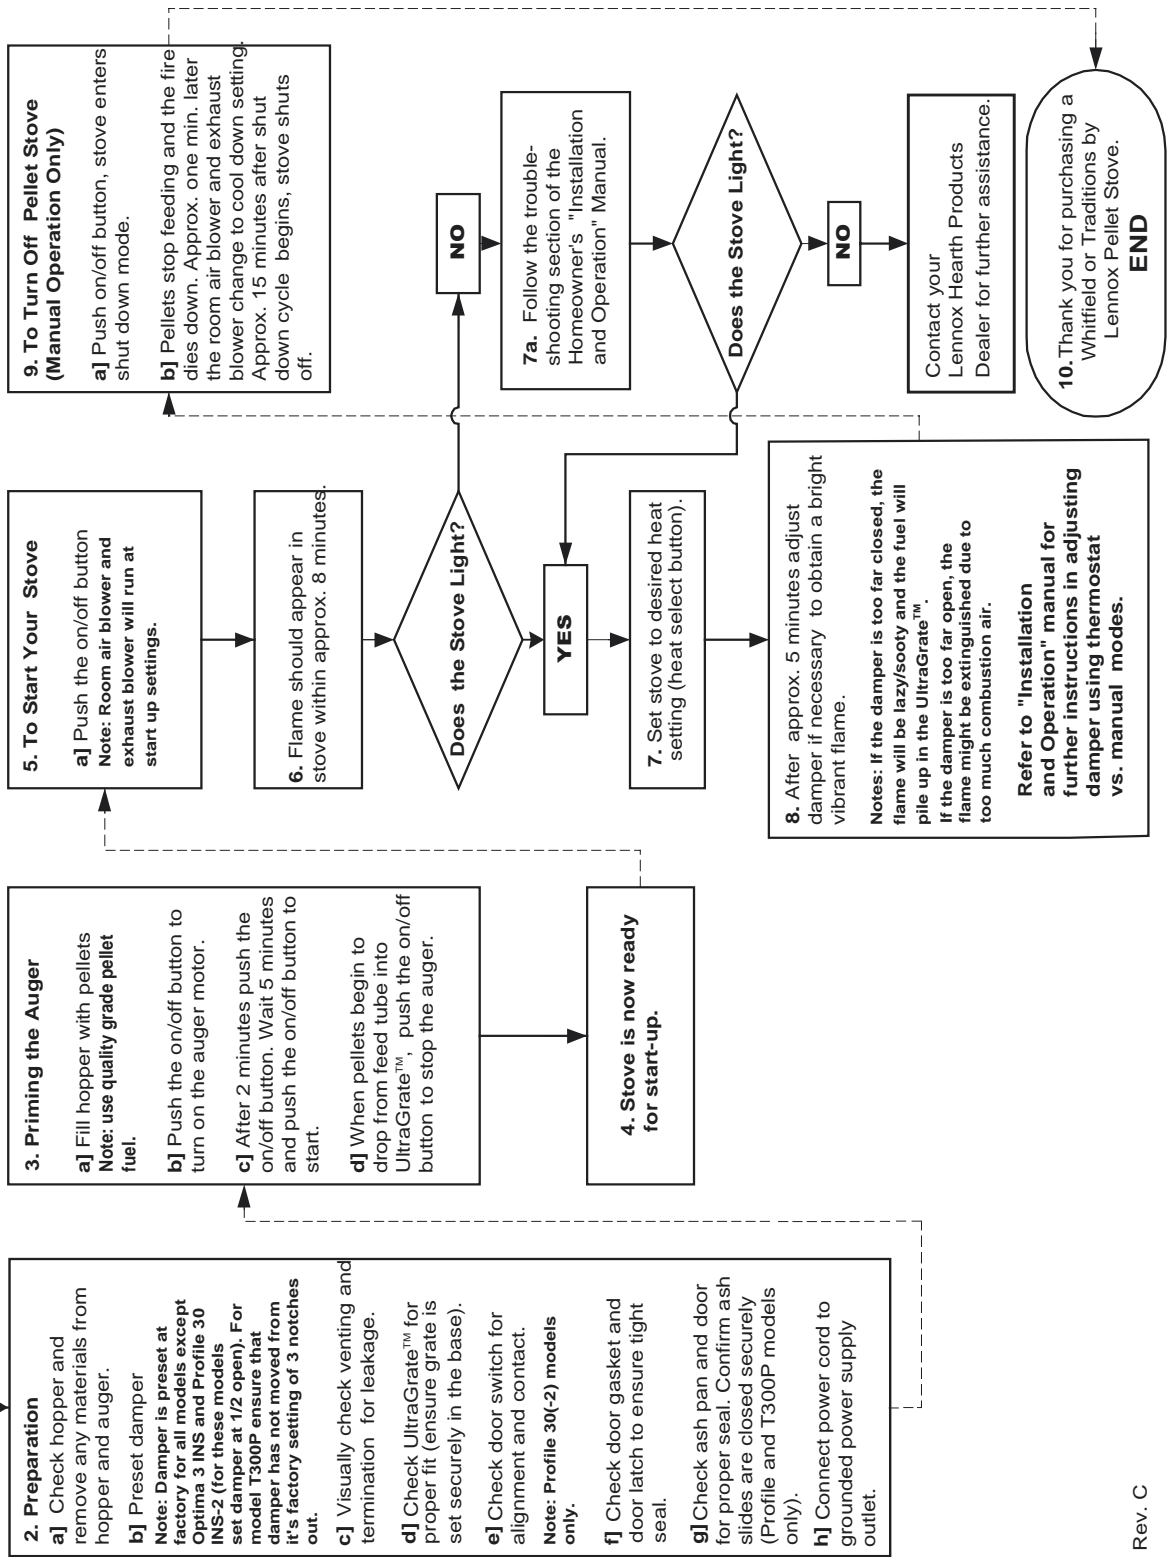 2. Preparation
a] Check hopper and
remove any materials from
hopper and auger.
b] Preset damper
Note: Damper is preset at
factory for all models except
Optima 3 INS and Profile 30
INS-2 (for these models
set damper at 1/2 open). For
model T300P ensure that
damper has not moved from
it's factory setting of 3 notches
out.
c] Visually check venting and
termination for leakage.
d] Check UltraGrate™ for
proper fit (ensure grate is
set securely in the base).
e] Check door switch for
alignment and contact.
Note: Profile 30(-2) models
only.
f] Check door gasket and
door latch to ensure tight
seal.
g] Check ash pan and door
for proper seal. Confirm ash
slides are closed securely
(Profile and T300P models
only).
h] Connect power cord to
grounded power supply
outlet.
3. Priming the Auger
a] Fill hopper with pellets
Note: use quality grade pellet
fuel.
b] Push the on/off button to
turn on the auger motor.
c] After 2 minutes push the
on/off button. Wait 5 minutes
and push the on/off button to
start.
d] When pellets begin to
drop from feed tube into
UltraGrate™, push the on/off
button to stop the auger.
4. Stove is now ready
for start-up.
5. To Start Your Stove
a] Push the on/off button
Note: Room air blower and
exhaust blower will run at
start up settings.
6. Flame should appear in
stove within approx. 8 minutes.
Does the Stove Light?
YES
7. Set stove to desired heat
setting (heat select button).
8. After approx. 5 minutes adjust
damper if necessary to obtain a bright
vibrant flame.
Notes: If the damper is too far closed, the
flame will be lazy/sooty and the fuel will
pile up in the UltraGrate™.
If the damper is too far open, the
flame might be extinguished due to
too much combustion air.
Refer to "Installation
and Operation" manual for
further instructions in adjusting
damper using thermostat
vs. manual modes.
9. To Turn Off Pellet Stove
(Manual Operation Only)
a] Push on/off button, stove enters
shut down mode.
b] Pellets stop feeding and the fire
dies down. Approx. one min. later
the room air blower and exhaust
blower change to cool down setting.
Approx. 15 minutes after shut
down cycle begins, stove shuts
off.
NO
7a. Follow the trouble-
shooting section of the
Homeowner's "Installation
and Operation" Manual.
Does the Stove Light?
NO
Contact your
Lennox Hearth Products
Dealer for further assistance.
10. Thank you for purchasing a
Whitfield or Traditions by
Lennox Pellet Stove.
END
Rev. C